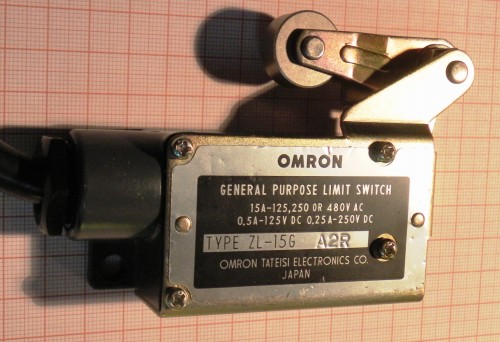 OMRON
GENERAL PURPOSE LIMIT SWITCH
15A-125,250 OR 480V AC
0.5A-125V DC 0.25A-250V DC
TYPE ZL-15G A2R
OMRON TATEISI ELECTRONICS CO.
JAPAN